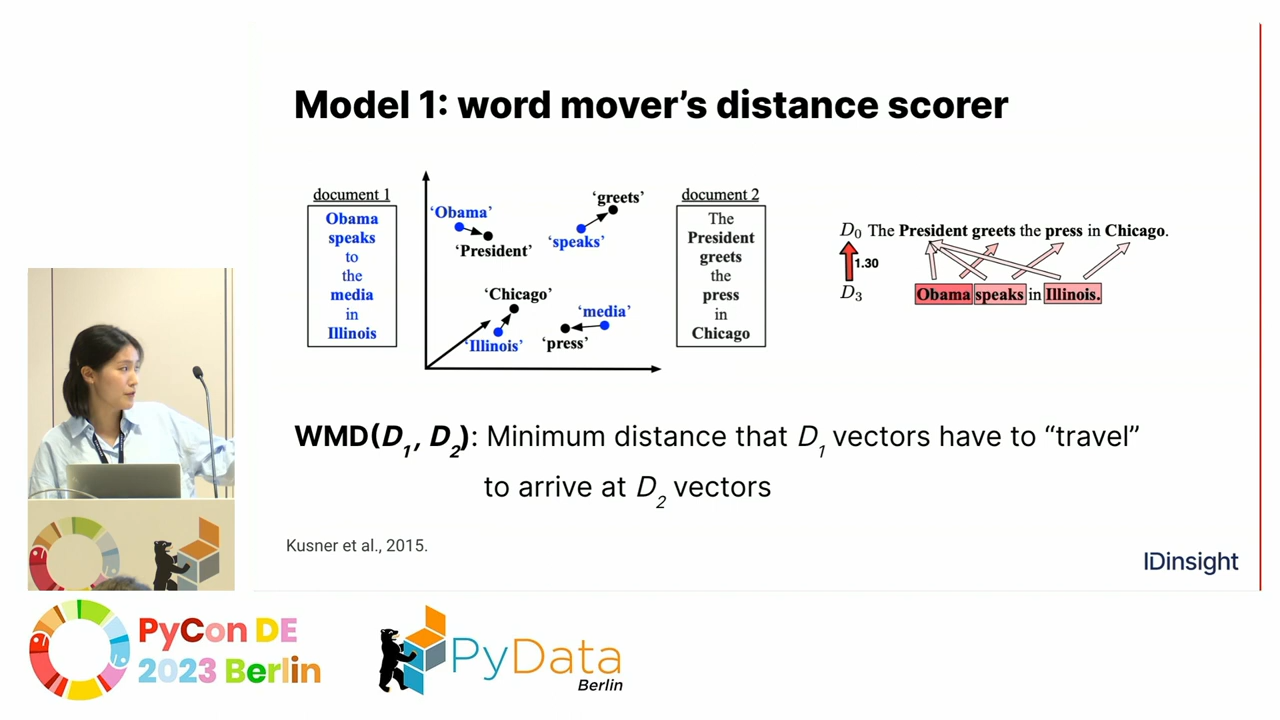 Model 1: word mover's distance scorer
document 1
Obama
speaks
to
the
media
in
Illinois
'Obama'
'President'
'greets'
'speaks'
'Chicago'
'Illinois'
'media'
'press'
document 2
The
President
greets
the
press
in
Chicago
D0 The President greets the press in Chicago.
1.30
D3 Obama speaks in Illinois.
WMD(D1, D2): Minimum distance that D1 vectors have to “travel”
to arrive at D2 vectors
Kusner et al., 2015.
IDinsight
PyCon DE
2023 Berlin
PyData
Berlin